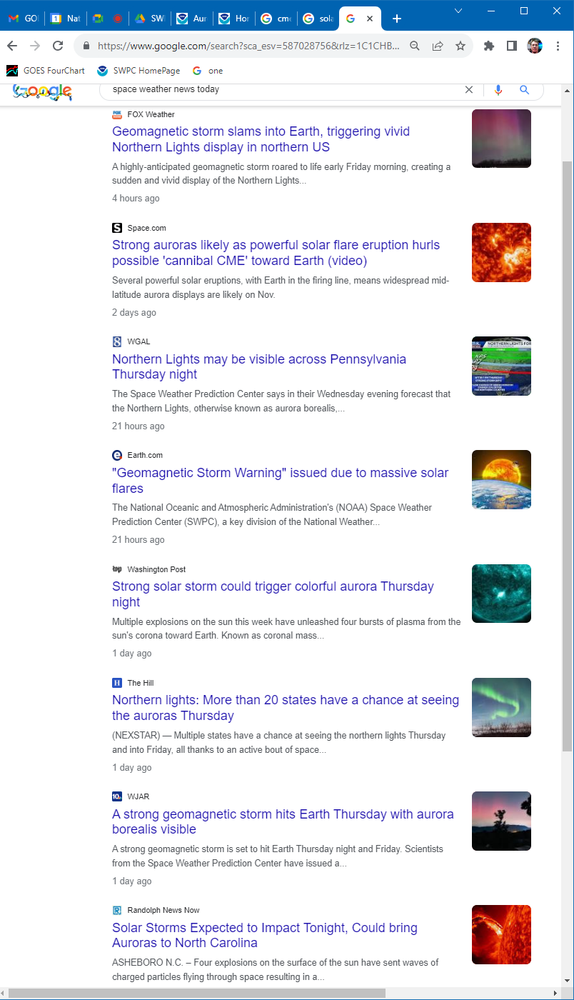 GO
1
Nat
SWI
Aur
Hor
cme
sola
https://www.google.com/search?sca_esv=587028756&rlz=1C1CHB...
GOES FourChart
SWPC HomePage
one
Google
space weather news today
FOX Weather
Geomagnetic storm slams into Earth, triggering vivid
Northern Lights display in northern US
A highly-anticipated geomagnetic storm roared to life early Friday morning, creating a
sudden and vivid display of the Northern Lights...
4 hours ago
Space.com
Strong auroras likely as powerful solar flare eruption hurls
possible 'cannibal CME' toward Earth (video)
Several powerful solar eruptions, with Earth in the firing line, means widespread mid-
latitude aurora displays are likely on Nov.
2 days ago
WGAL
Northern Lights may be visible across Pennsylvania
Thursday night
The Space Weather Prediction Center says in their Wednesday evening forecast that
the Northern Lights, otherwise known as aurora borealis,...
21 hours ago
NORTHERN LIGHTS FOR
Earth.com
"Geomagnetic Storm Warning" issued due to massive solar
flares
The National Oceanic and Atmospheric Administration's (NOAA) Space Weather
Prediction Center (SWPC), a key division of the National Weather...
21 hours ago
wp Washington Post
Strong solar storm could trigger colorful aurora Thursday
night
Multiple explosions on the sun this week have unleashed four bursts of plasma from the
sun's corona toward Earth. Known as coronal mass...
1 day ago
H The Hill
Northern lights: More than 20 states have a chance at seeing
the auroras Thursday
(NEXSTAR) — Multiple states have a chance at seeing the northern lights Thursday
and into Friday, all thanks to an active bout of space...
1 day ago
10 WJAR
A strong geomagnetic storm hits Earth Thursday with aurora
borealis visible
A strong geomagnetic storm is set to hit Earth Thursday night and Friday. Scientists
from the Space Weather Prediction Center have issued a...
1 day ago
R Randolph News Now
Solar Storms Expected to Impact Tonight, Could bring
Auroras to North Carolina
ASHEBORO N.C. – Four explosions on the surface of the sun have sent waves of
charged particles flying through space resulting in a...